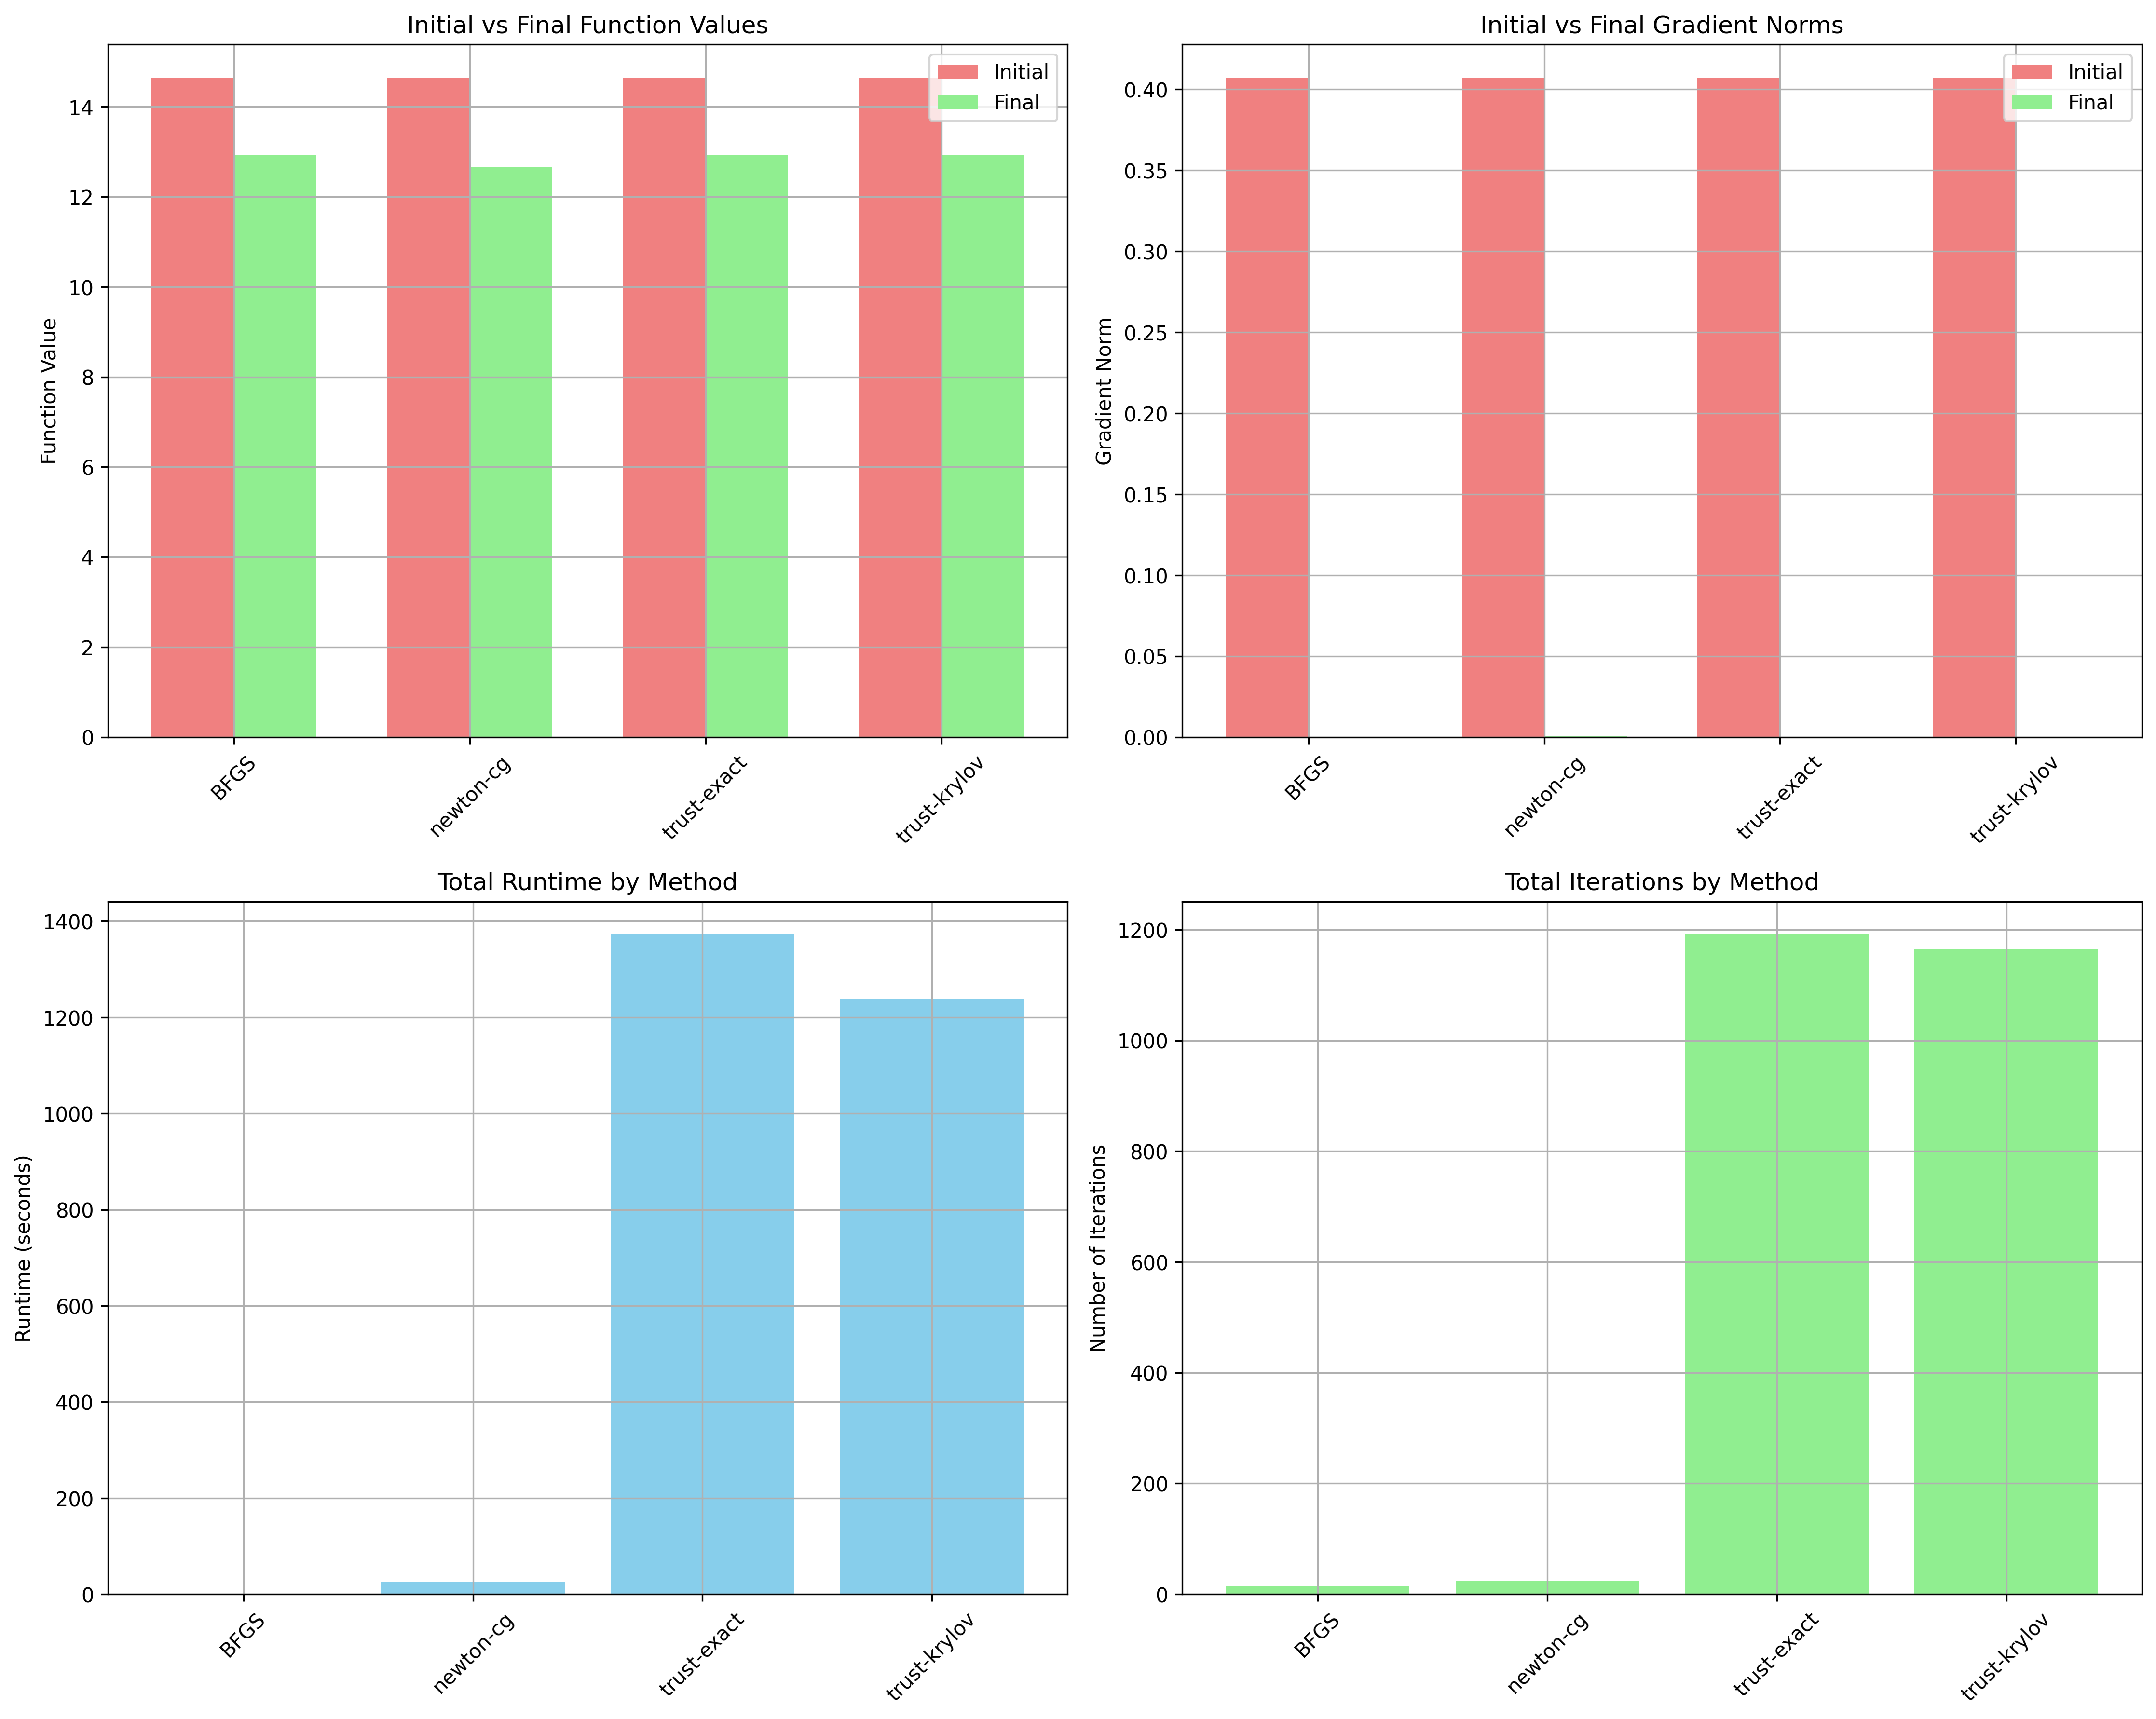 Initial vs Final Function Values
Function Value
14
12
10
8
6
4
2
0
Initial
Final
BFGS
newton-cg
trust-exact
trust-krylov
Initial vs Final Gradient Norms
Gradient Norm
0.40
0.35
0.30
0.25
0.20
0.15
0.10
0.05
0.00
Initial
Final
BFGS
newton-cg
trust-exact
trust-krylov
Total Runtime by Method
Runtime (seconds)
1400
1200
1000
800
600
400
200
0
BFGS
newton-cg
trust-exact
trust-krylov
Total Iterations by Method
Number of Iterations
1200
1000
800
600
400
200
0
BFGS
newton-cg
trust-exact
trust-krylov